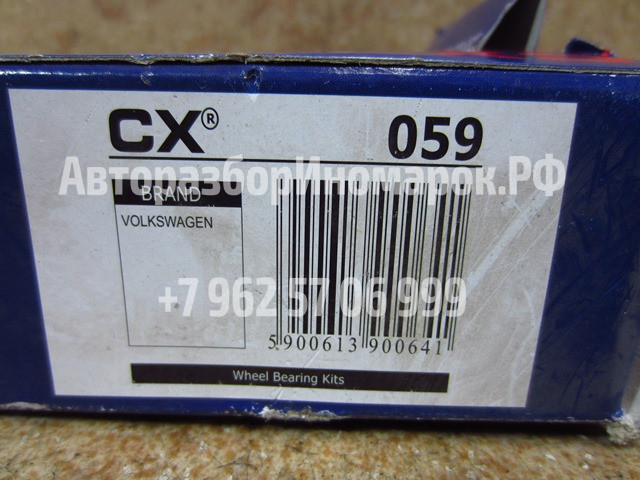 CX® 059
АвторазборИномарок.РФ
BRAND
VOLKSWAGEN
+7 962 57 06 999
5 900613 900641
Wheel Bearing Kits